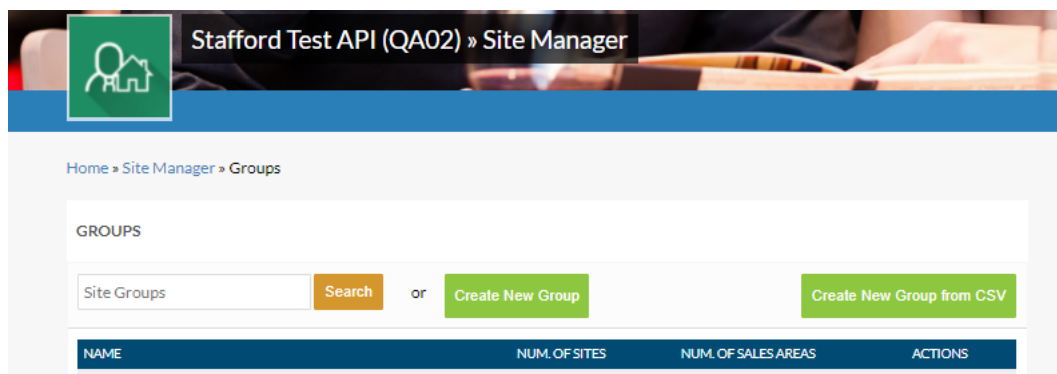 Stafford Test API (QA02) » Site Manager
Home » Site Manager » Groups
GROUPS
Site Groups Search or Create New Group Create New Group from CSV
NAME NUM. OF SITES NUM. OF SALES AREAS ACTIONS